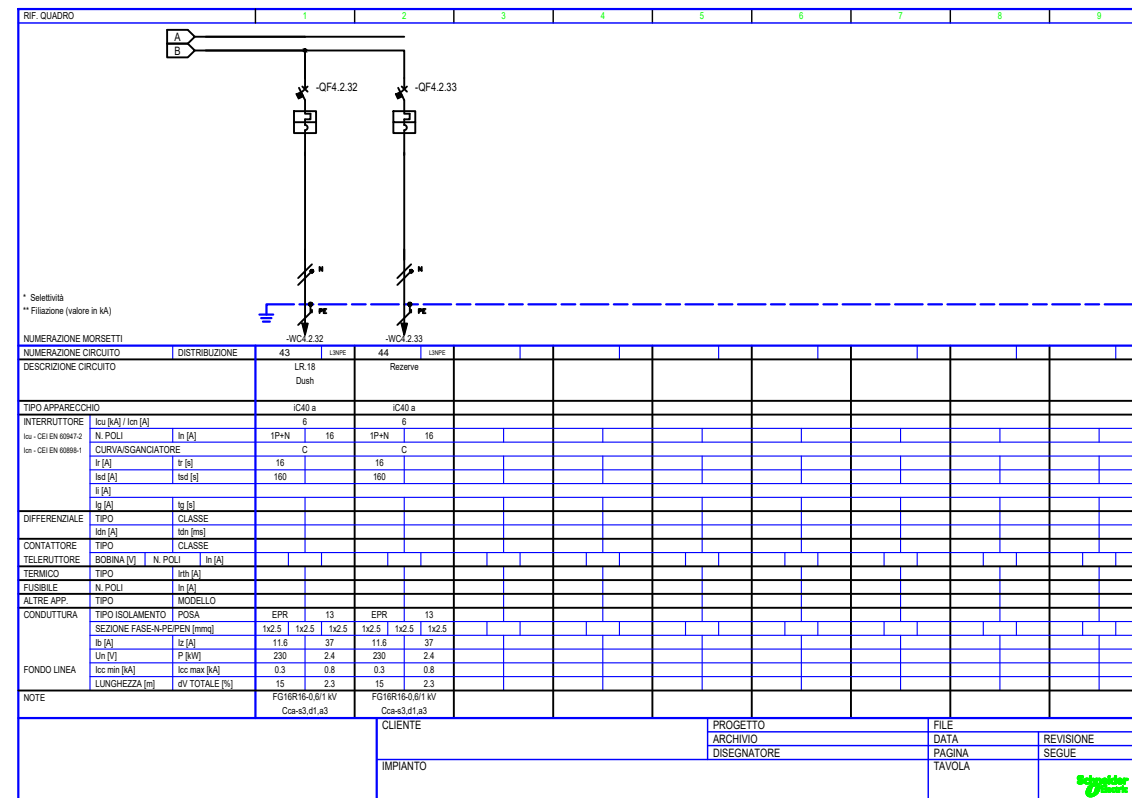 RIF. QUADRO 1 2 3 4 5 6 7 8 9
A
B
-QF4.2.32 -QF4.2.33
N N
* Selettività
** Filiazione (valore in kA)
PE PE
NUMERAZIONE MORSETTI -WC4.2.32 -WC4.2.33
NUMERAZIONE CIRCUITO DISTRIBUZIONE 43 L3NPE 44 L3NPE
DESCRIZIONE CIRCUITO LR.18 Rezerve
Dush
TIPO APPARECCHIO iC40 a iC40 a
INTERRUTTORE Icu [kA] / Icn [A] 6 6
Icu - CEI EN 60947-2 N. POLI In [A] 1P+N 16 1P+N 16
Icn - CEI EN 60898-1 CURVA/SGANCIATORE C C
Ir [A] tr [s] 16 16
Isd [A] tsd [s] 160 160
Ii [A]
Ig [A] tg [s]
DIFFERENZIALE TIPO CLASSE
Idn [A] tdn [ms]
CONTATTORE TIPO CLASSE
TELERUTTORE BOBINA [V] N. POLI In [A]
TERMICO TIPO Irth [A]
FUSIBILE N. POLI In [A]
ALTRE APP. TIPO MODELLO
CONDUTTURA TIPO ISOLAMENTO POSA EPR 13 EPR 13
SEZIONE FASE-N-PE/PEN [mmq] 1x2.5 1x2.5 1x2.5 1x2.5 1x2.5 1x2.5
Ib [A] Iz [A] 11.6 37 11.6 37
Un [V] P [kW] 230 2.4 230 2.4
FONDO LINEA Icc min [kA] Icc max [kA] 0.3 0.8 0.3 0.8
LUNGHEZZA [m] dV TOTALE [%] 15 2.3 15 2.3
NOTE FG16R16-0,6/1 kV FG16R16-0,6/1 kV
Cca-s3,d1,a3 Cca-s3,d1,a3
CLIENTE PROGETTO FILE
ARCHIVIO DATA REVISIONE
DISEGNATORE PAGINA SEGUE
IMPIANTO TAVOLA
Schneider
Electric